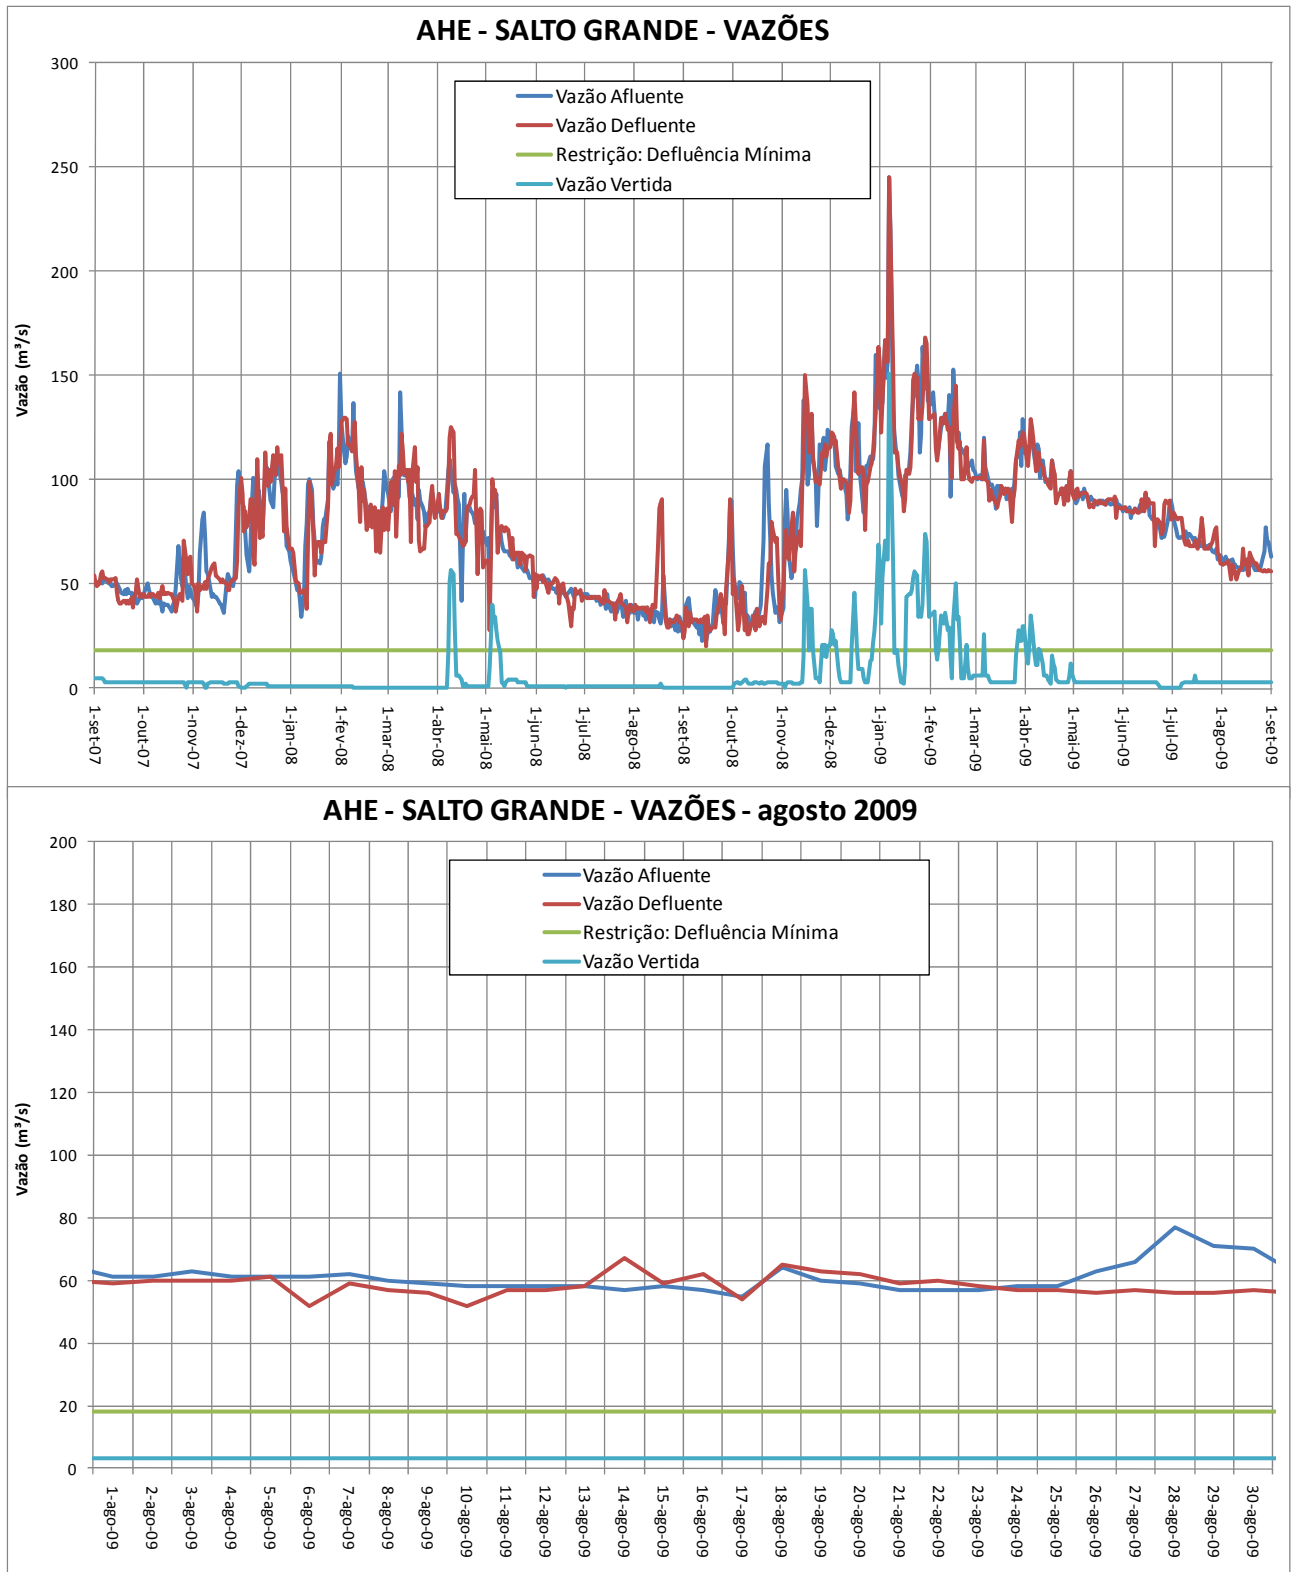 AHE - SALTO GRANDE - VAZÕES
300
250
200
150
100
50
0
Vazão (m³/s)
Vazão Afluente
Vazão Defluente
Restrição: Defluência Mínima
Vazão Vertida
1-set-07
1-out-07
1-nov-07
1-dez-07
1-jan-08
1-fev-08
1-mar-08
1-abr-08
1-mai-08
1-jun-08
1-jul-08
1-ago-08
1-set-08
1-out-08
1-nov-08
1-dez-08
1-jan-09
1-fev-09
1-mar-09
1-abr-09
1-mai-09
1-jun-09
1-jul-09
1-ago-09
1-set-09
AHE - SALTO GRANDE - VAZÕES - agosto 2009
200
180
160
140
120
100
80
60
40
20
0
Vazão (m³/s)
Vazão Afluente
Vazão Defluente
Restrição: Defluência Mínima
Vazão Vertida
1-ago-09
2-ago-09
3-ago-09
4-ago-09
5-ago-09
6-ago-09
7-ago-09
8-ago-09
9-ago-09
10-ago-09
11-ago-09
12-ago-09
13-ago-09
14-ago-09
15-ago-09
16-ago-09
17-ago-09
18-ago-09
19-ago-09
20-ago-09
21-ago-09
22-ago-09
23-ago-09
24-ago-09
25-ago-09
26-ago-09
27-ago-09
28-ago-09
29-ago-09
30-ago-09